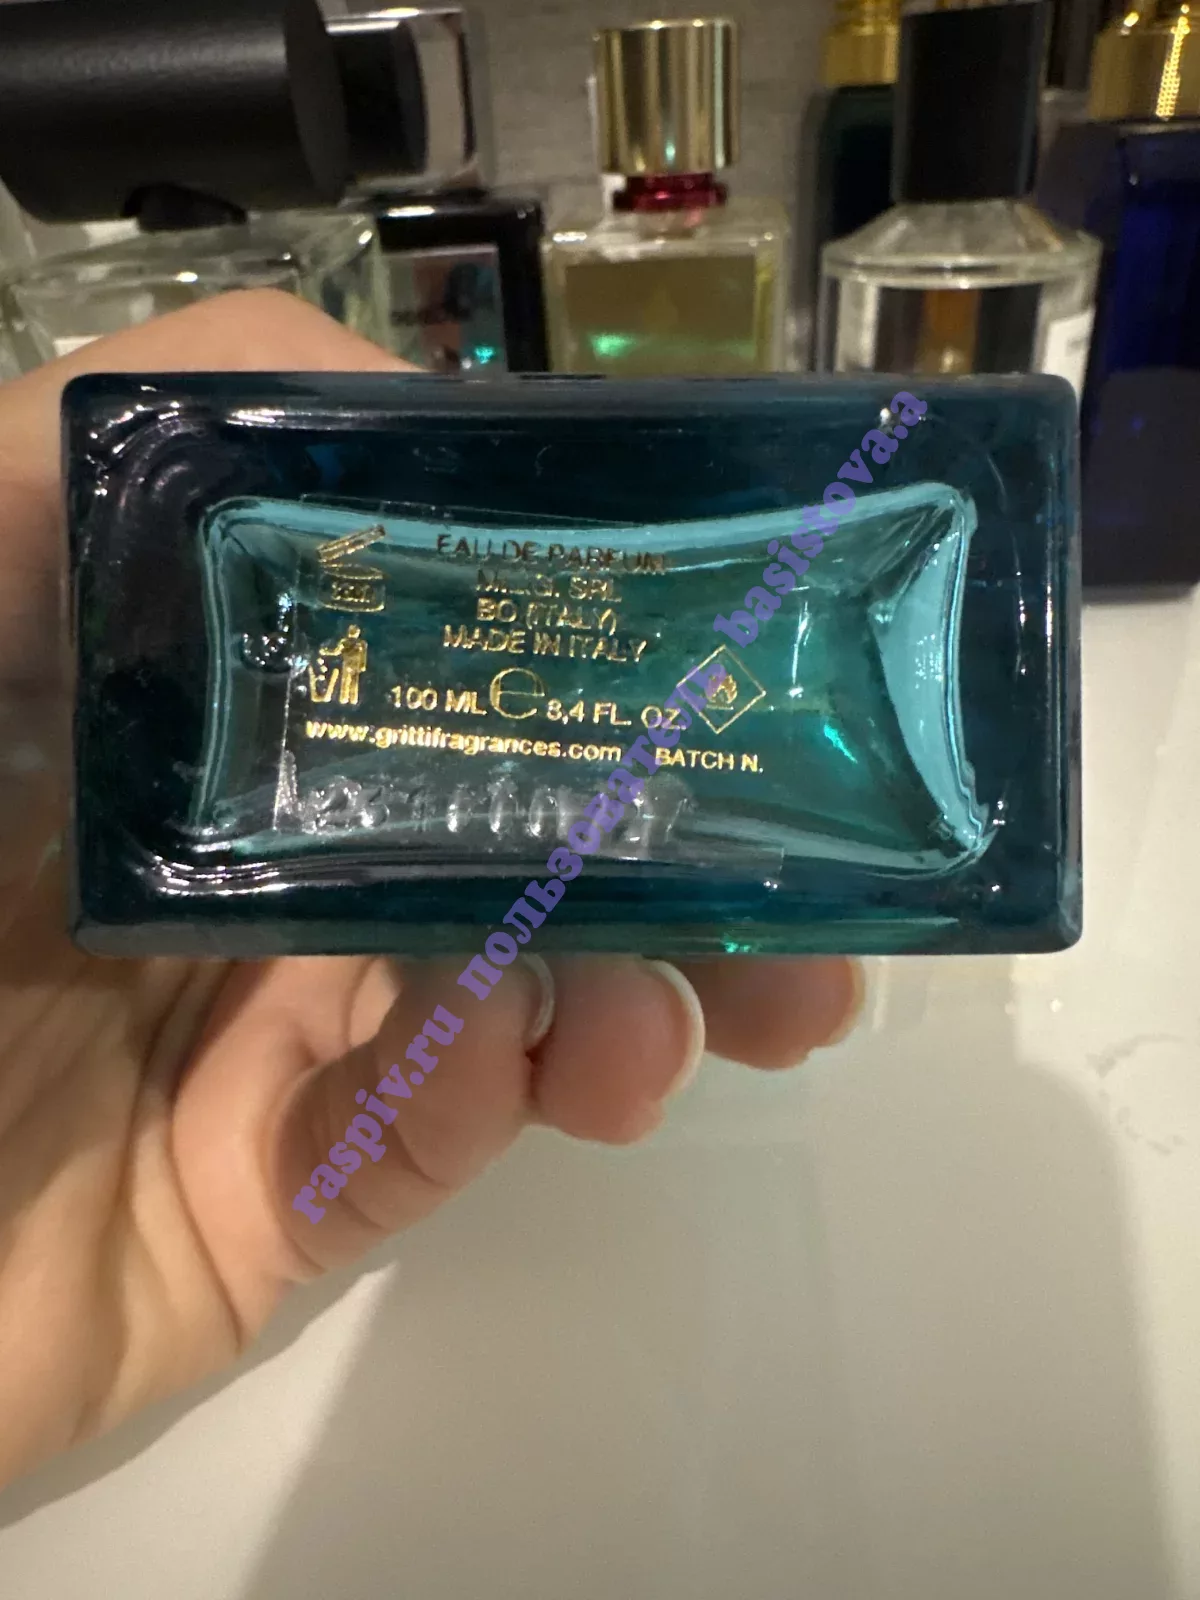 EAU DE PARFUM
M.L.G. SRL
BO (ITALY)
MADE IN ITALY
100 ML e 3,4 FL. OZ
www.grittifragrances.com BATCH N.
raspiv.ru пользователь basistova.a